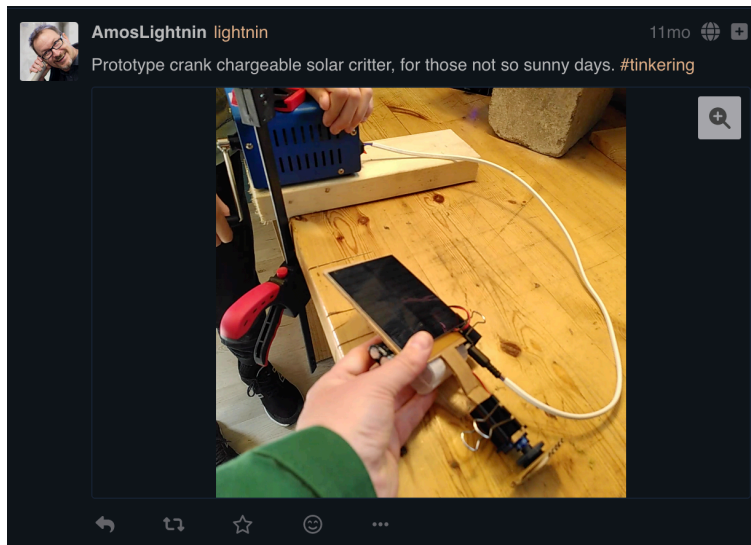 AmosLightnin lightnin 11mo
Prototype crank chargeable solar critter, for those not so sunny days. #tinkering